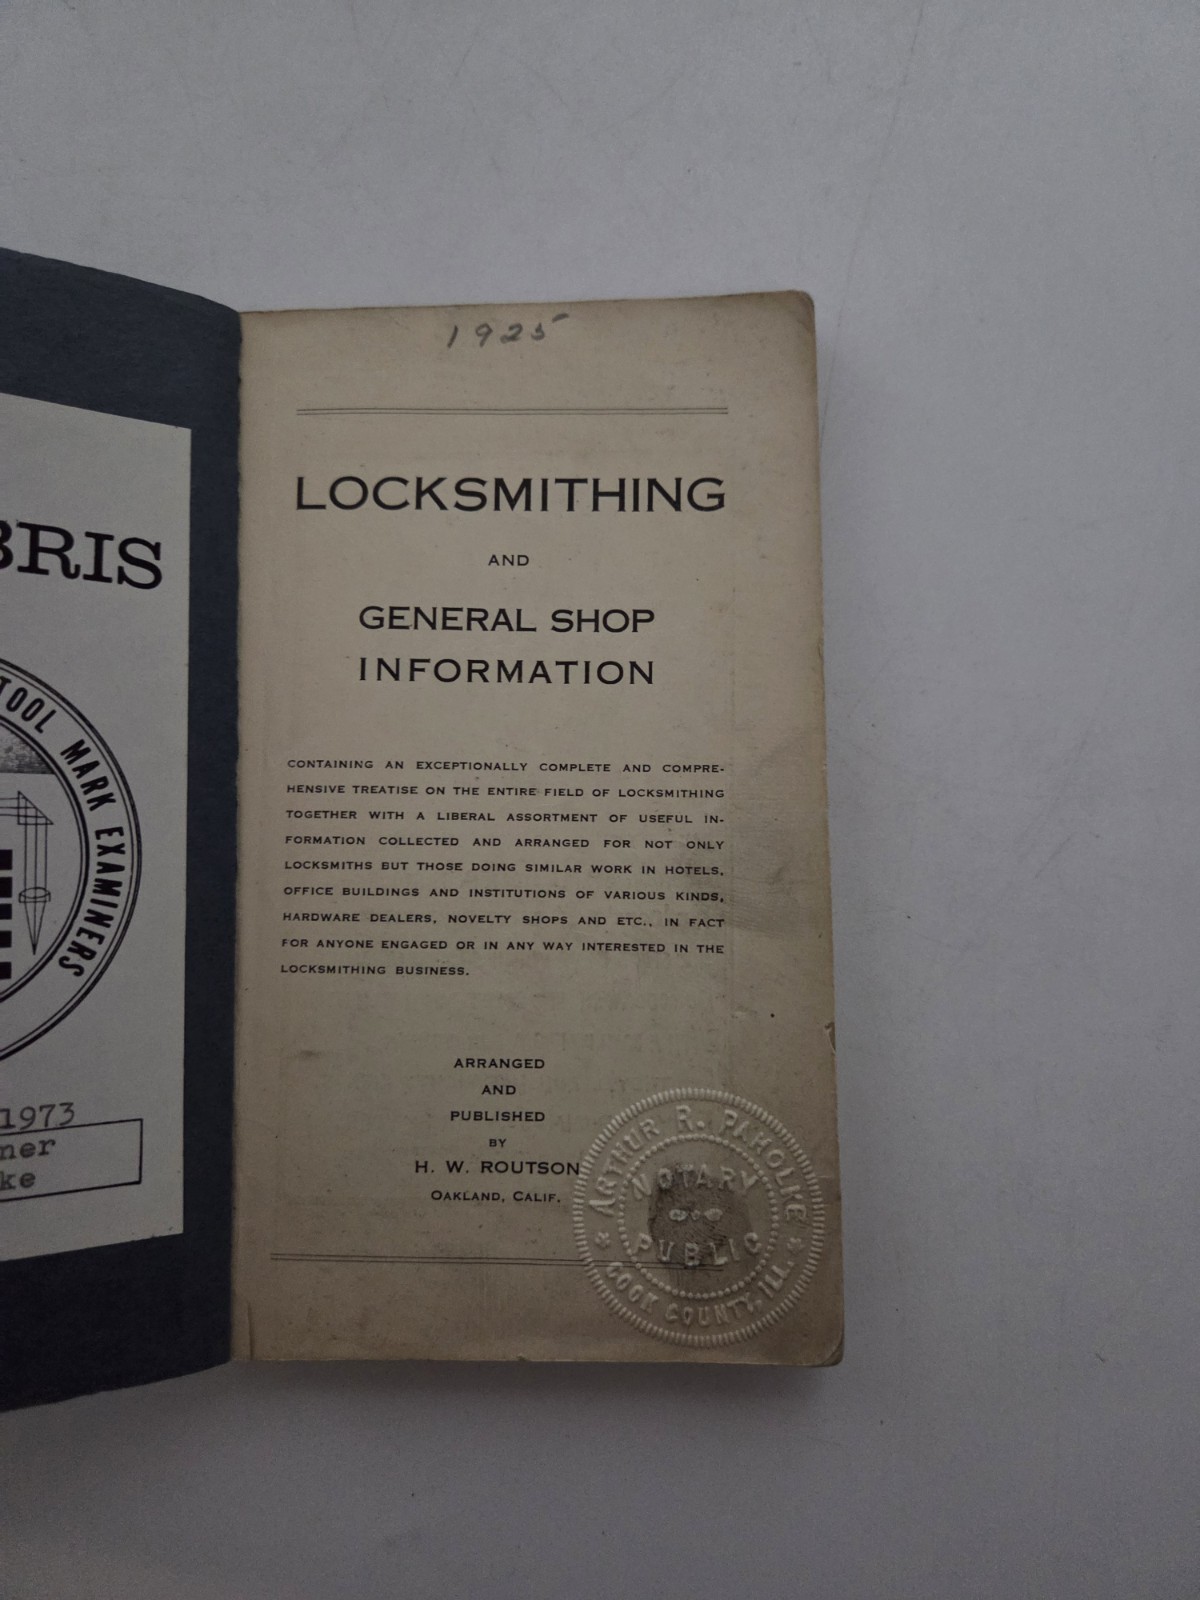 BRIS
TOOL MARK EXAMINERS
1973
ner
ke
1925
LOCKSMITHING
AND
GENERAL SHOP
INFORMATION
CONTAINING AN EXCEPTIONALLY COMPLETE AND COMPRE-
HENSIVE TREATISE ON THE ENTIRE FIELD OF LOCKSMITHING
TOGETHER WITH A LIBERAL ASSORTMENT OF USEFUL IN-
FORMATION COLLECTED AND ARRANGED FOR NOT ONLY
LOCKSMITHS BUT THOSE DOING SIMILAR WORK IN HOTELS,
OFFICE BUILDINGS AND INSTITUTIONS OF VARIOUS KINDS,
HARDWARE DEALERS, NOVELTY SHOPS AND ETC., IN FACT
FOR ANYONE ENGAGED OR IN ANY WAY INTERESTED IN THE
LOCKSMITHING BUSINESS.
ARRANGED
AND
PUBLISHED
BY
H. W. ROUTSON
OAKLAND, CALIF.
ARTHUR R. PAHOLKE
NOTARY
PUBLIC
COOK COUNTY, ILL.